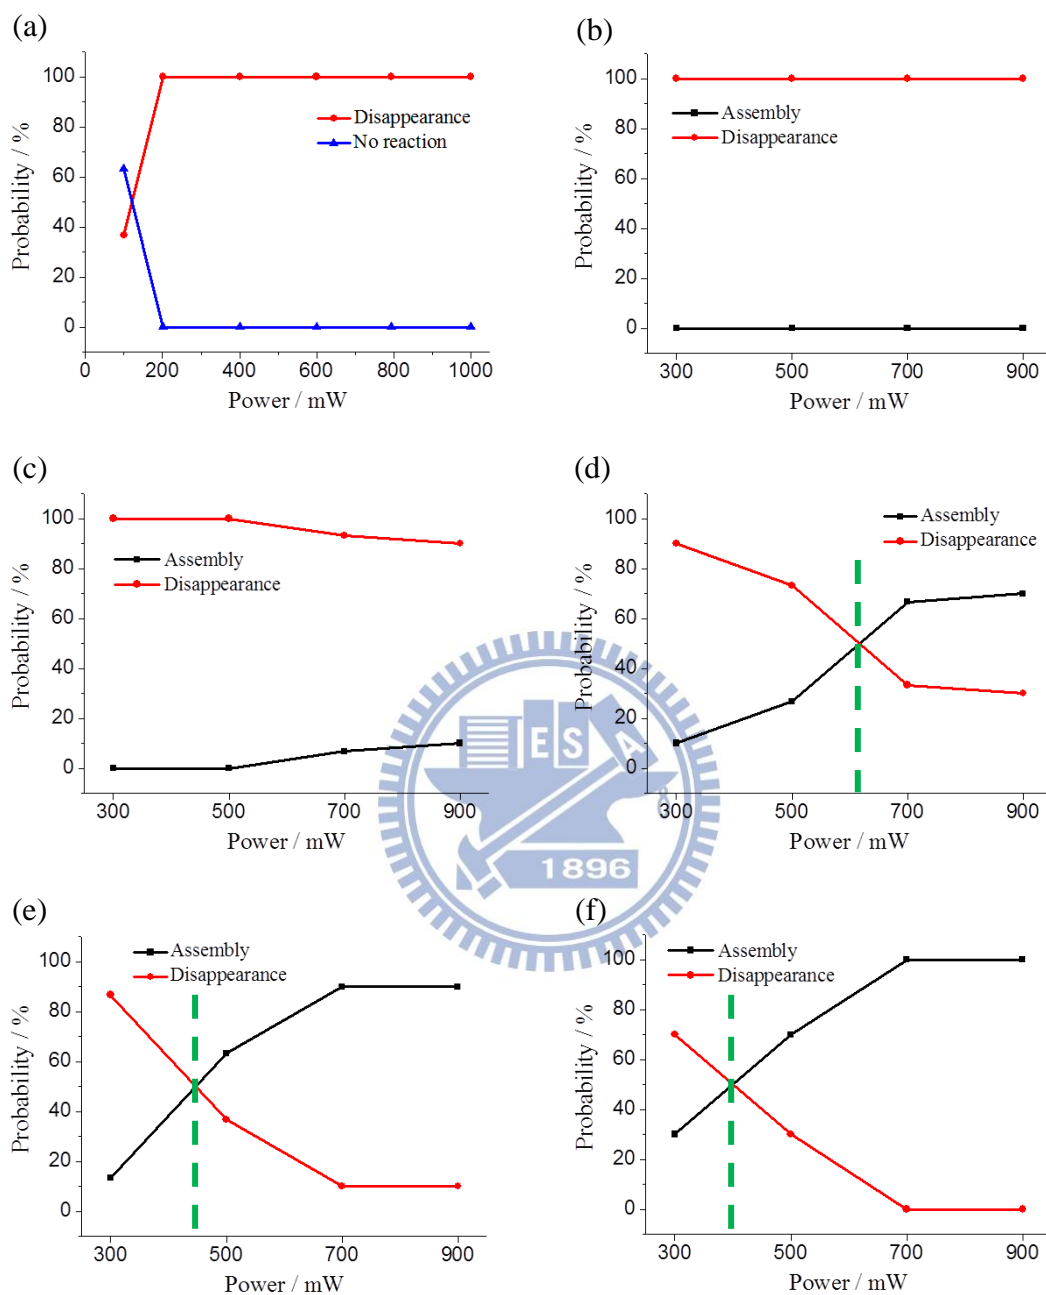 (a)
100
80
60
40
20
0
Probability / %
Disappearance
No reaction
0 200 400 600 800 1000
Power / mW
(b)
100
80
60
40
20
0
Probability / %
Assembly
Disappearance
300 500 700 900
Power / mW
(c)
100
80
60
40
20
0
Probability / %
Assembly
Disappearance
300 500 700 900
Power / mW
(d)
100
80
60
40
20
0
Probability / %
Assembly
Disappearance
300 500 700 900
Power / mW
E S A
1896
(e)
100
80
60
40
20
0
Probability / %
Assembly
Disappearance
300 500 700 900
Power / mW
(f)
100
80
60
40
20
0
Probability / %
Assembly
Disappearance
300 500 700 900
Power / mW